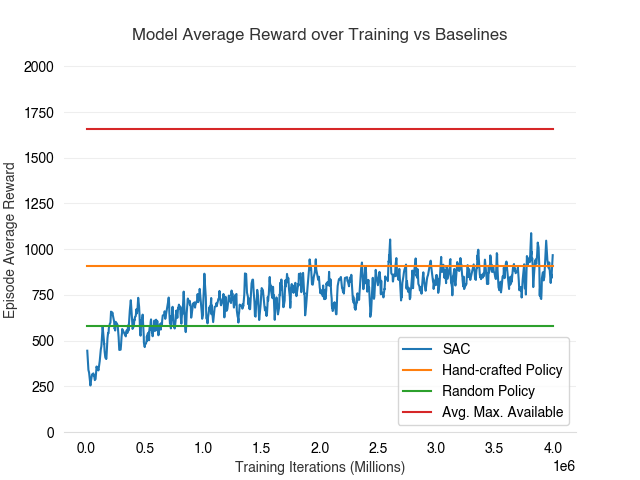 Model Average Reward over Training vs Baselines
2000
1750
1500
1250
1000
750
500
250
0
Episode Average Reward
0.0 0.5 1.0 1.5 2.0 2.5 3.0 3.5 4.0
1e6
Training Iterations (Millions)
SAC
Hand-crafted Policy
Random Policy
Avg. Max. Available